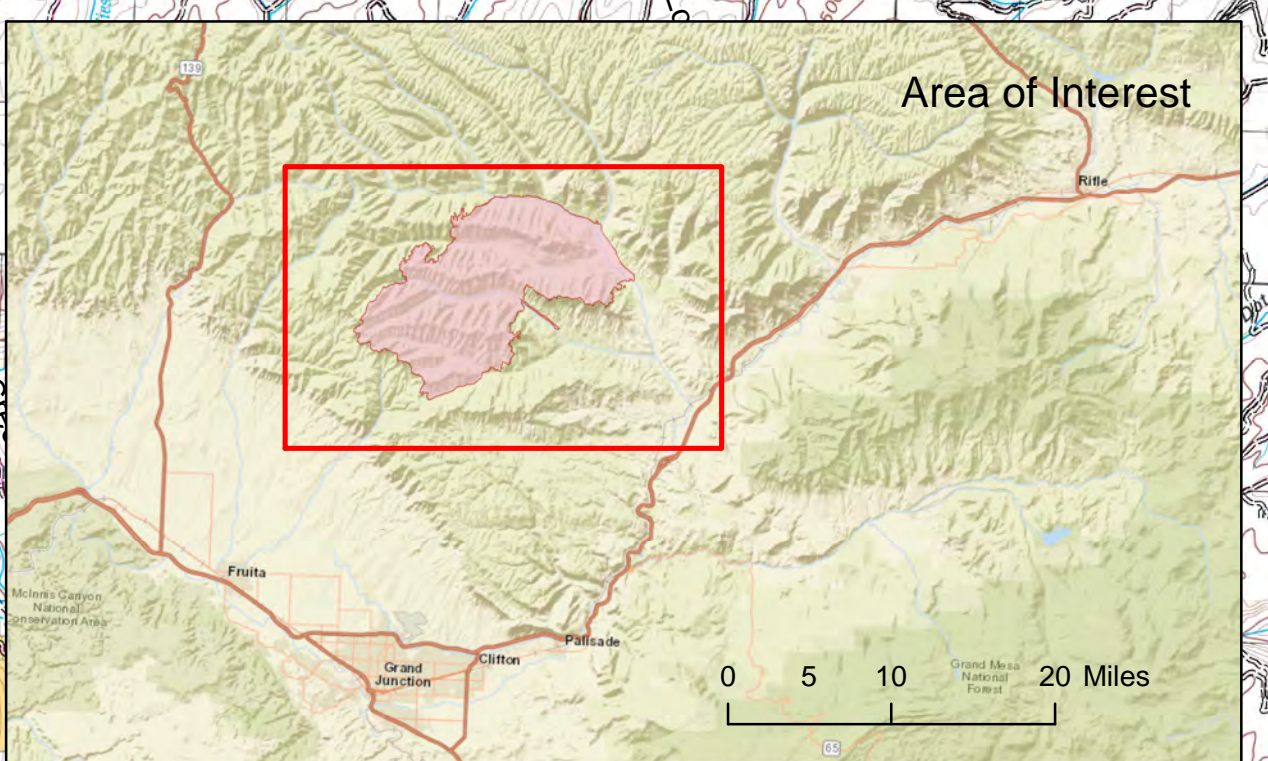 139
Area of Interest
Rifle
Fruita
McInnis Canyon
National
onservation Area
Palisade
Clifton
Grand
Junction
0 5 10 20 Miles
Grand Mesa
National
Forest
65